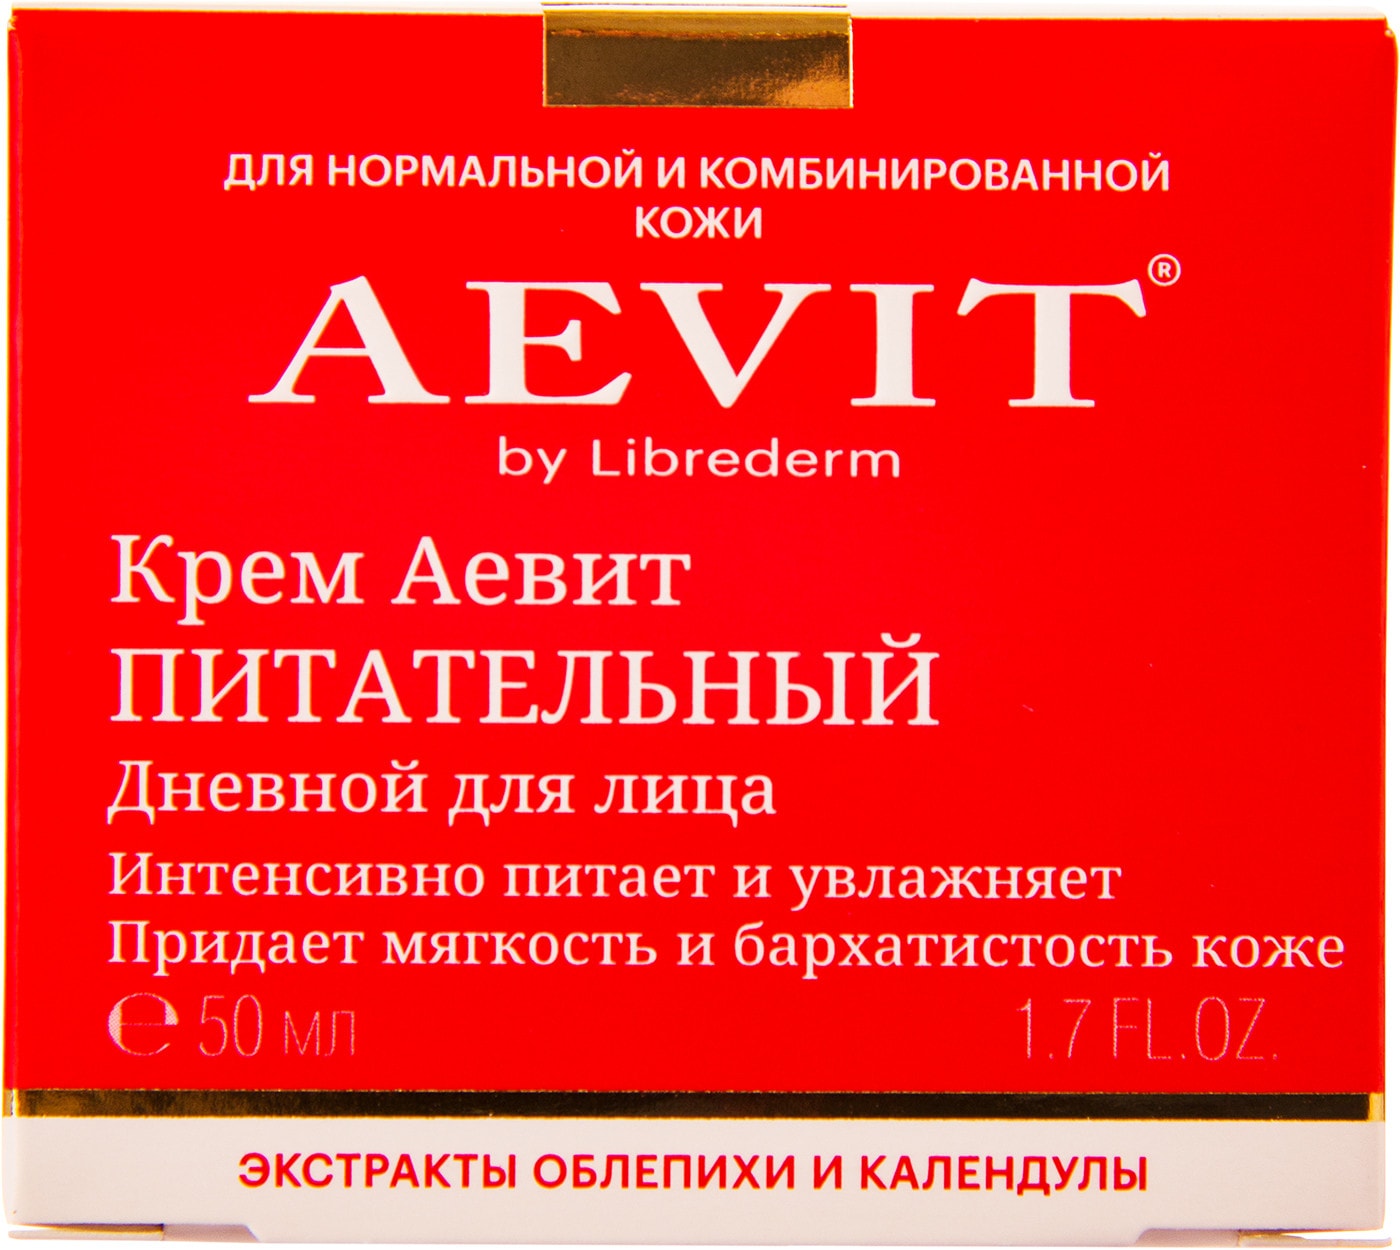 ДЛЯ НОРМАЛЬНОЙ И КОМБИНИРОВАННОЙ
КОЖИ
AEVIT®
by Librederm
Крем Аевит
ПИТАТЕЛЬНЫЙ
Дневной для лица
Интенсивно питает и увлажняет
Придает мягкость и бархатистость коже
℮ 50 мл 1.7 FL.OZ.
ЭКСТРАКТЫ ОБЛЕПИХИ И КАЛЕНДУЛЫ